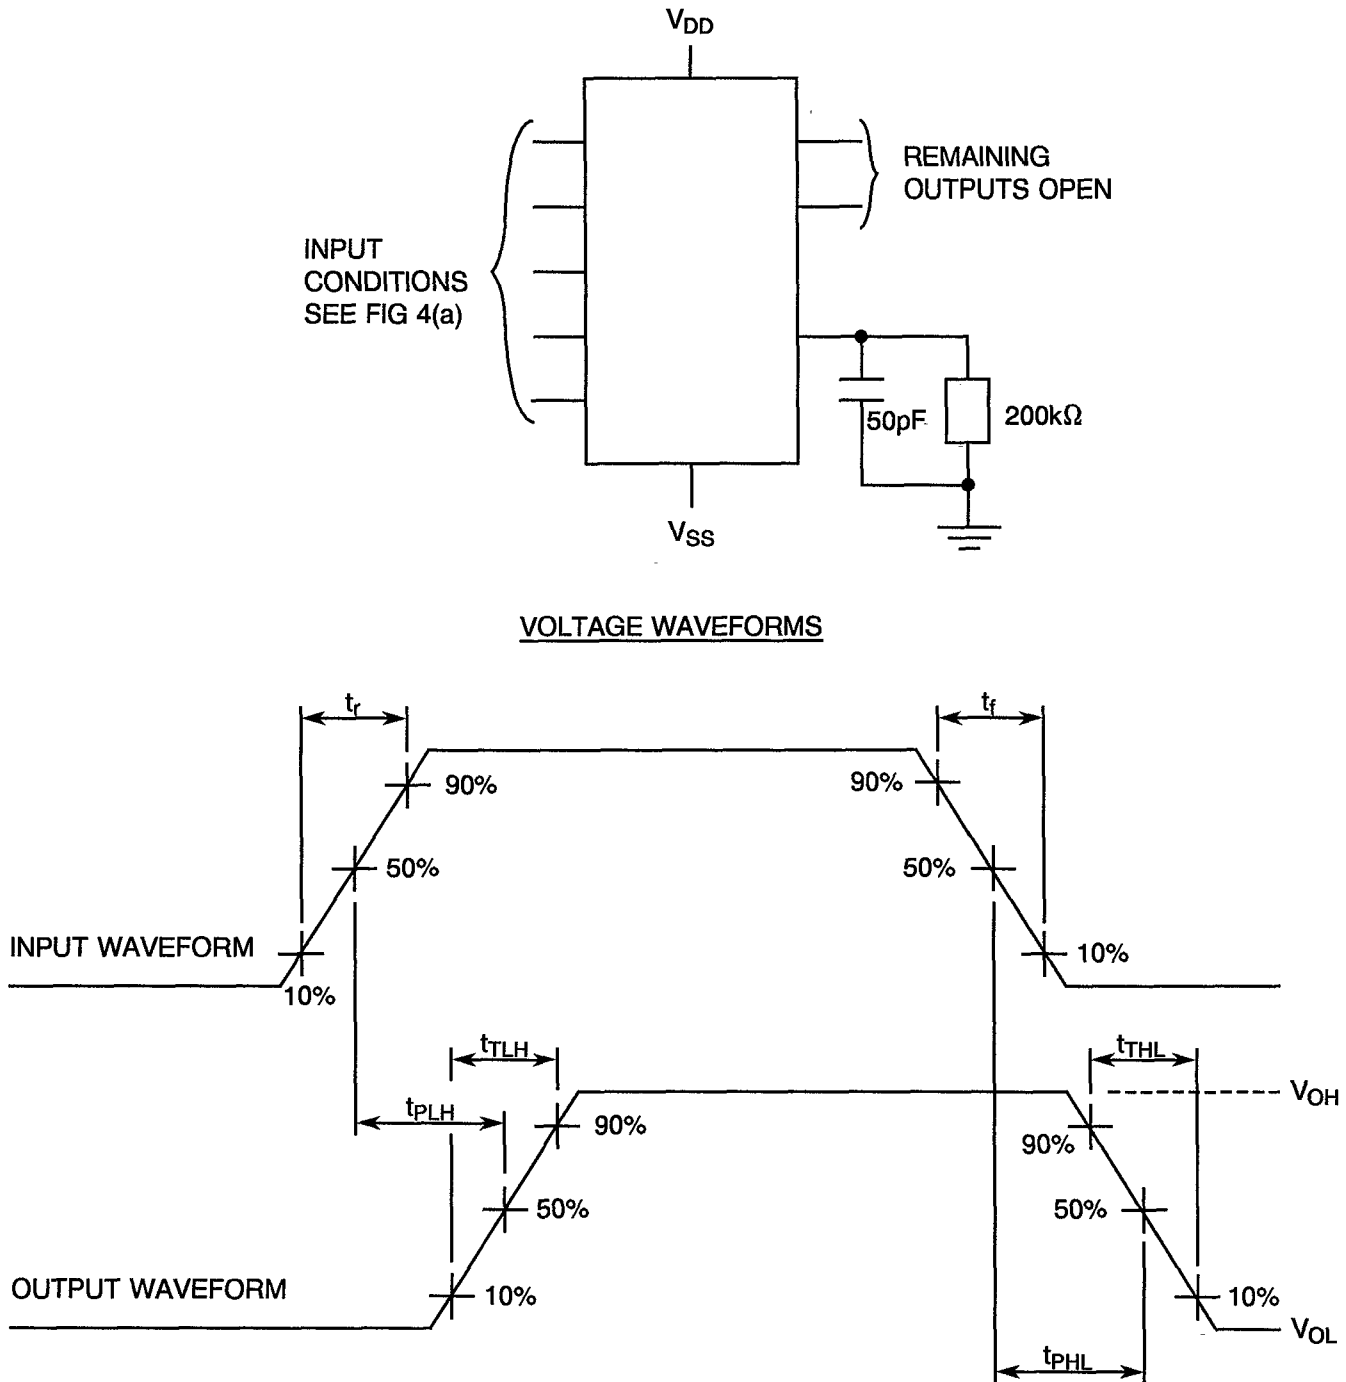 VDD
REMAINING
OUTPUTS OPEN
INPUT
CONDITIONS
SEE FIG 4(a)
50pF
200kΩ
VSS
VOLTAGE WAVEFORMS
tr
tf
90%
90%
50%
50%
INPUT WAVEFORM
10%
10%
tTLH
tTHL
VOH
tPLH
90%
90%
50%
50%
OUTPUT WAVEFORM
10%
10%
VOL
tPHL